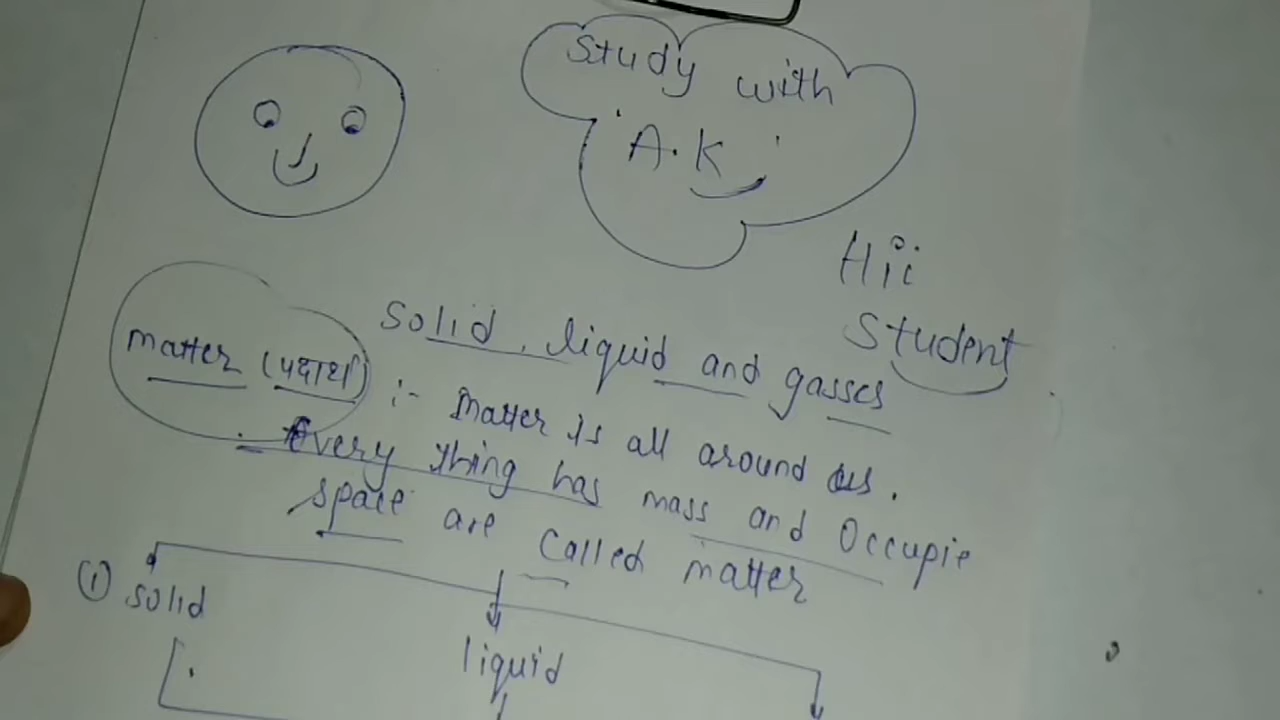 Study with
'A.K'
Hii
Student
Solid, liquid and gasses
matter (पदार्थ) :- Matter is all around us.
Every thing has mass and Occupie
space are called matter
① solid
liquid